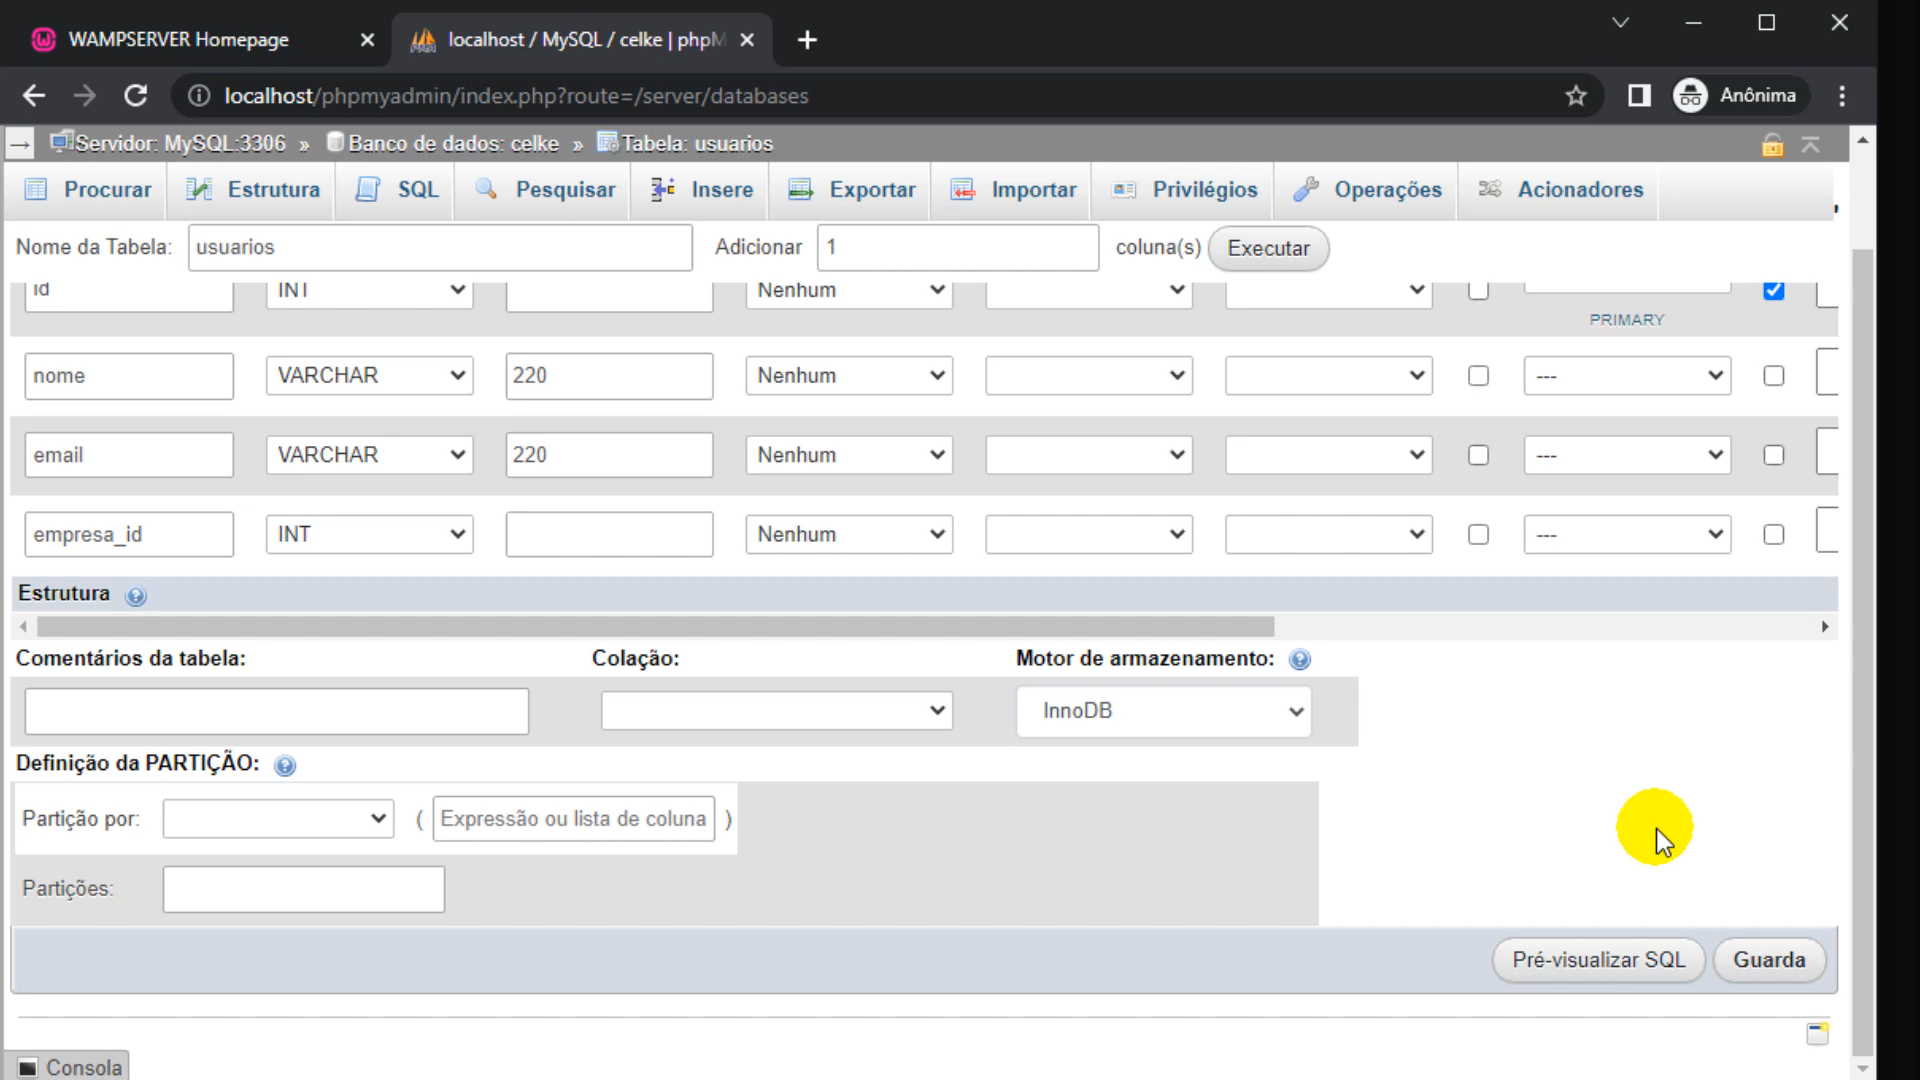 WAMPSERVER Homepage
localhost / MySQL / celke | phpM
localhost/phpmyadmin/index.php?route=/server/databases
Anônima
Servidor: MySQL:3306 » Banco de dados: celke » Tabela: usuarios
Procurar Estrutura SQL Pesquisar Insere Exportar Importar Privilégios Operações Acionadores
Nome da Tabela: usuarios Adicionar 1 coluna(s) Executar
id INT Nenhum
PRIMARY
nome VARCHAR 220 Nenhum ---
email VARCHAR 220 Nenhum ---
empresa_id INT Nenhum ---
Estrutura
Comentários da tabela: Colação: Motor de armazenamento:
InnoDB
Definição da PARTIÇÃO:
Partição por: ( Expressão ou lista de coluna )
Partições:
Pré-visualizar SQL Guarda
Consola